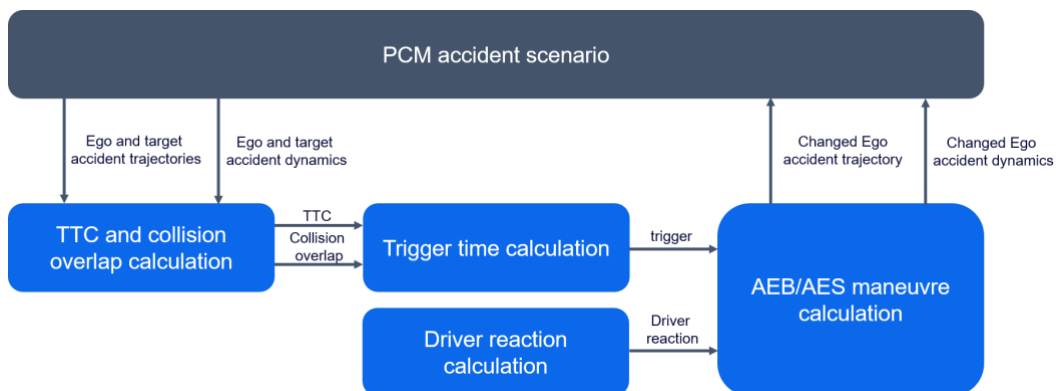 PCM accident scenario
Ego and target
accident trajectories
Ego and target
accident dynamics
Changed Ego
accident trajectory
Changed Ego
accident dynamics
TTC and collision
overlap calculation
TTC
Collision
overlap
Trigger time calculation
trigger
AEB/AES maneuvre
calculation
Driver reaction
calculation
Driver
reaction